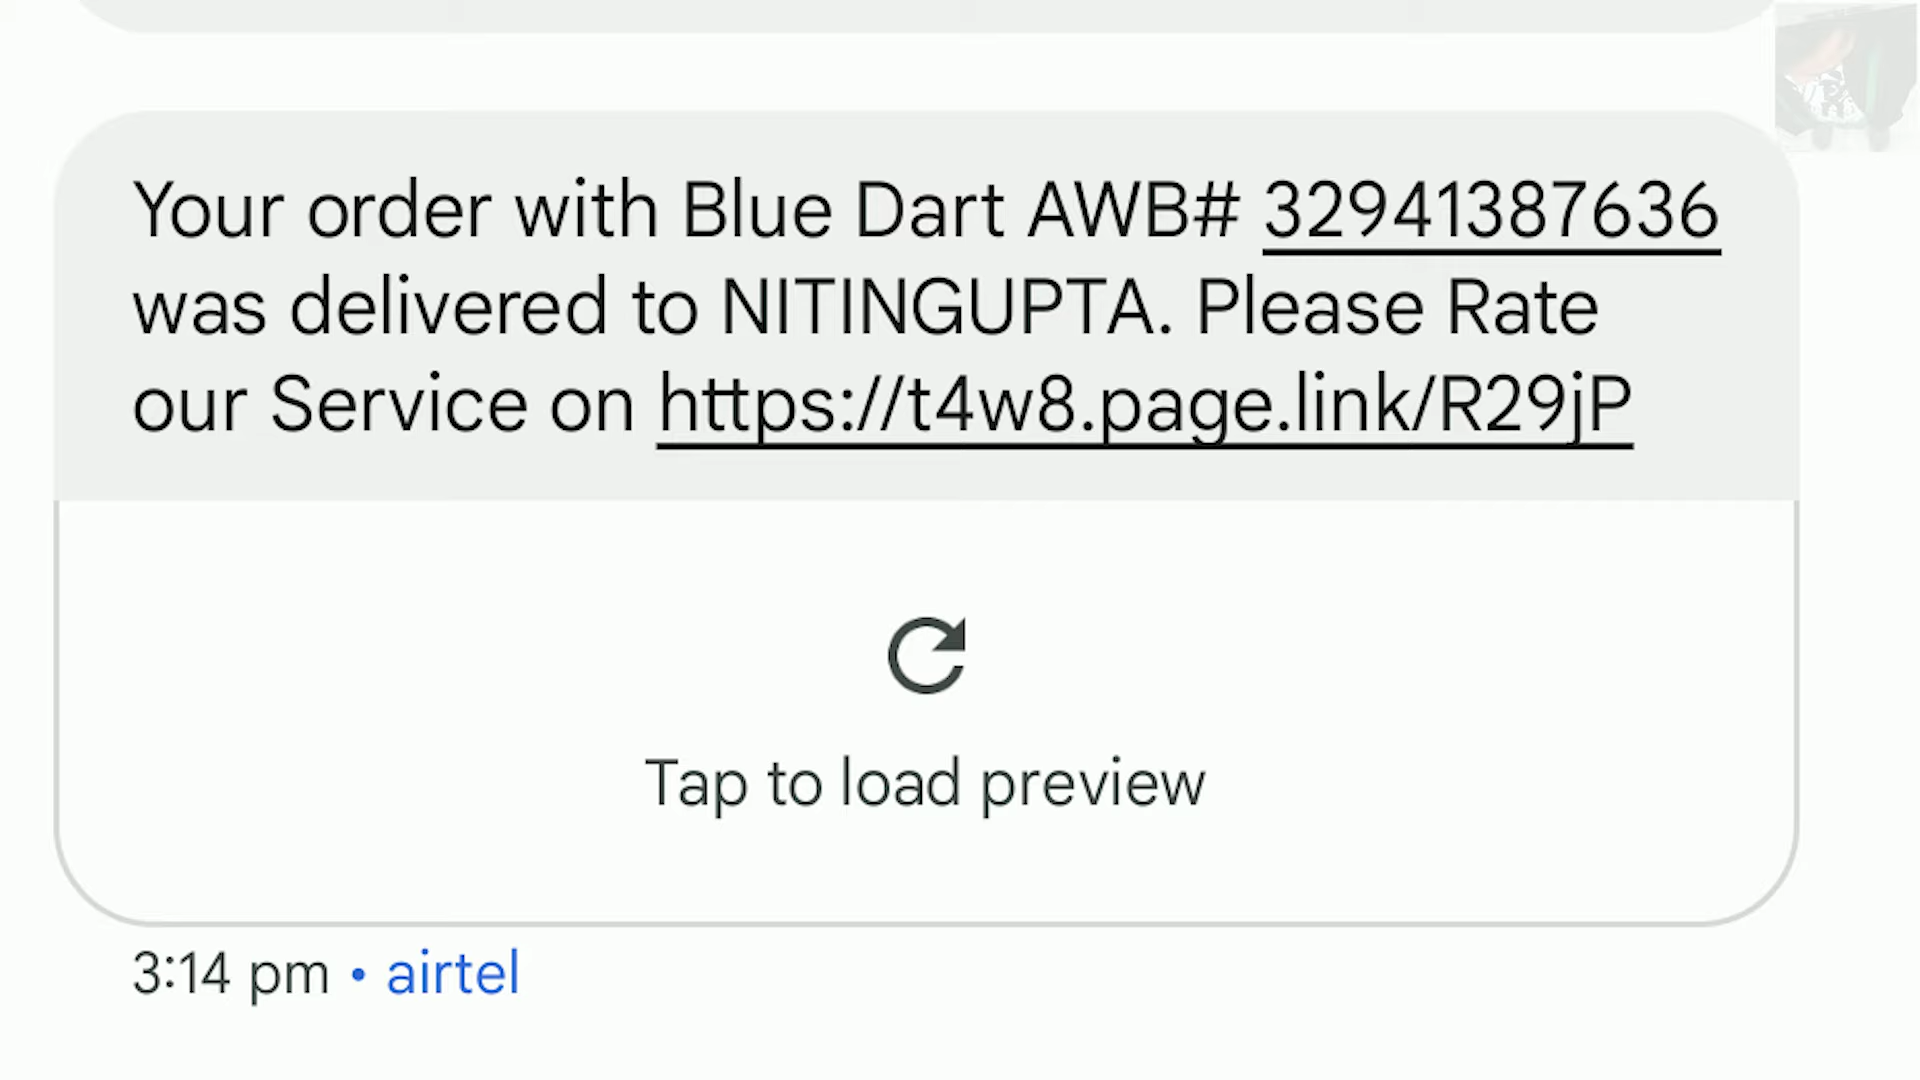 Your order with Blue Dart AWB# 32941387636
was delivered to NITINGUPTA. Please Rate
our Service on https://t4w8.page.link/R29jP
Tap to load preview
3:14 pm • airtel